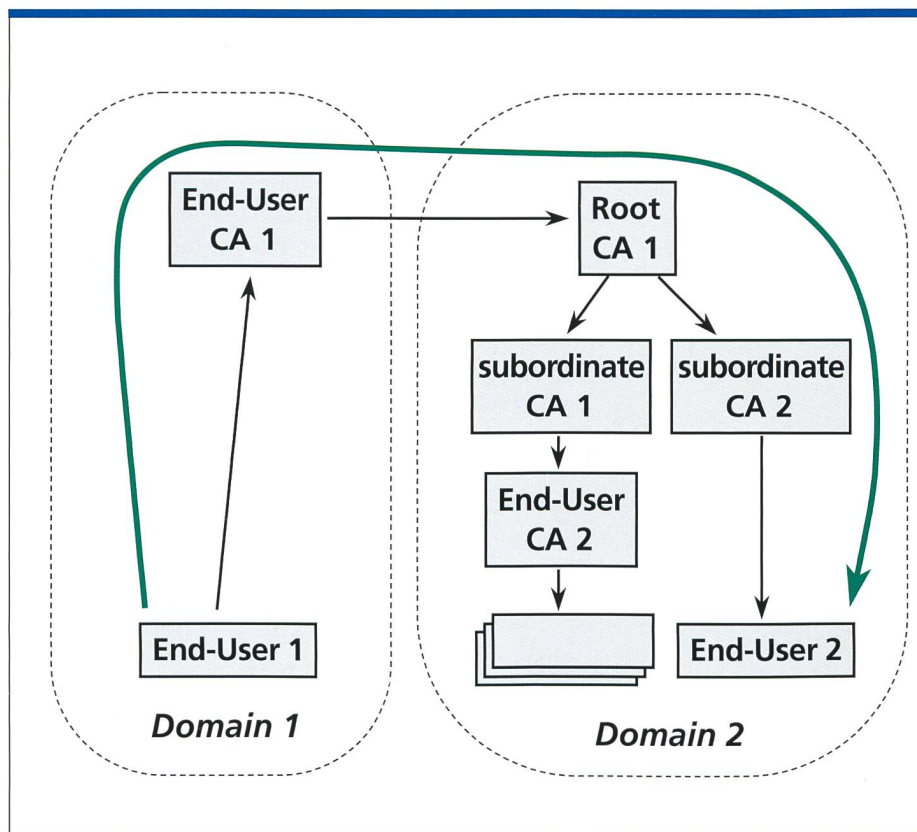 End-User
CA 1
Root
CA 1
subordinate
CA 1
subordinate
CA 2
End-User
CA 2
End-User 1
End-User 2
Domain 1
Domain 2